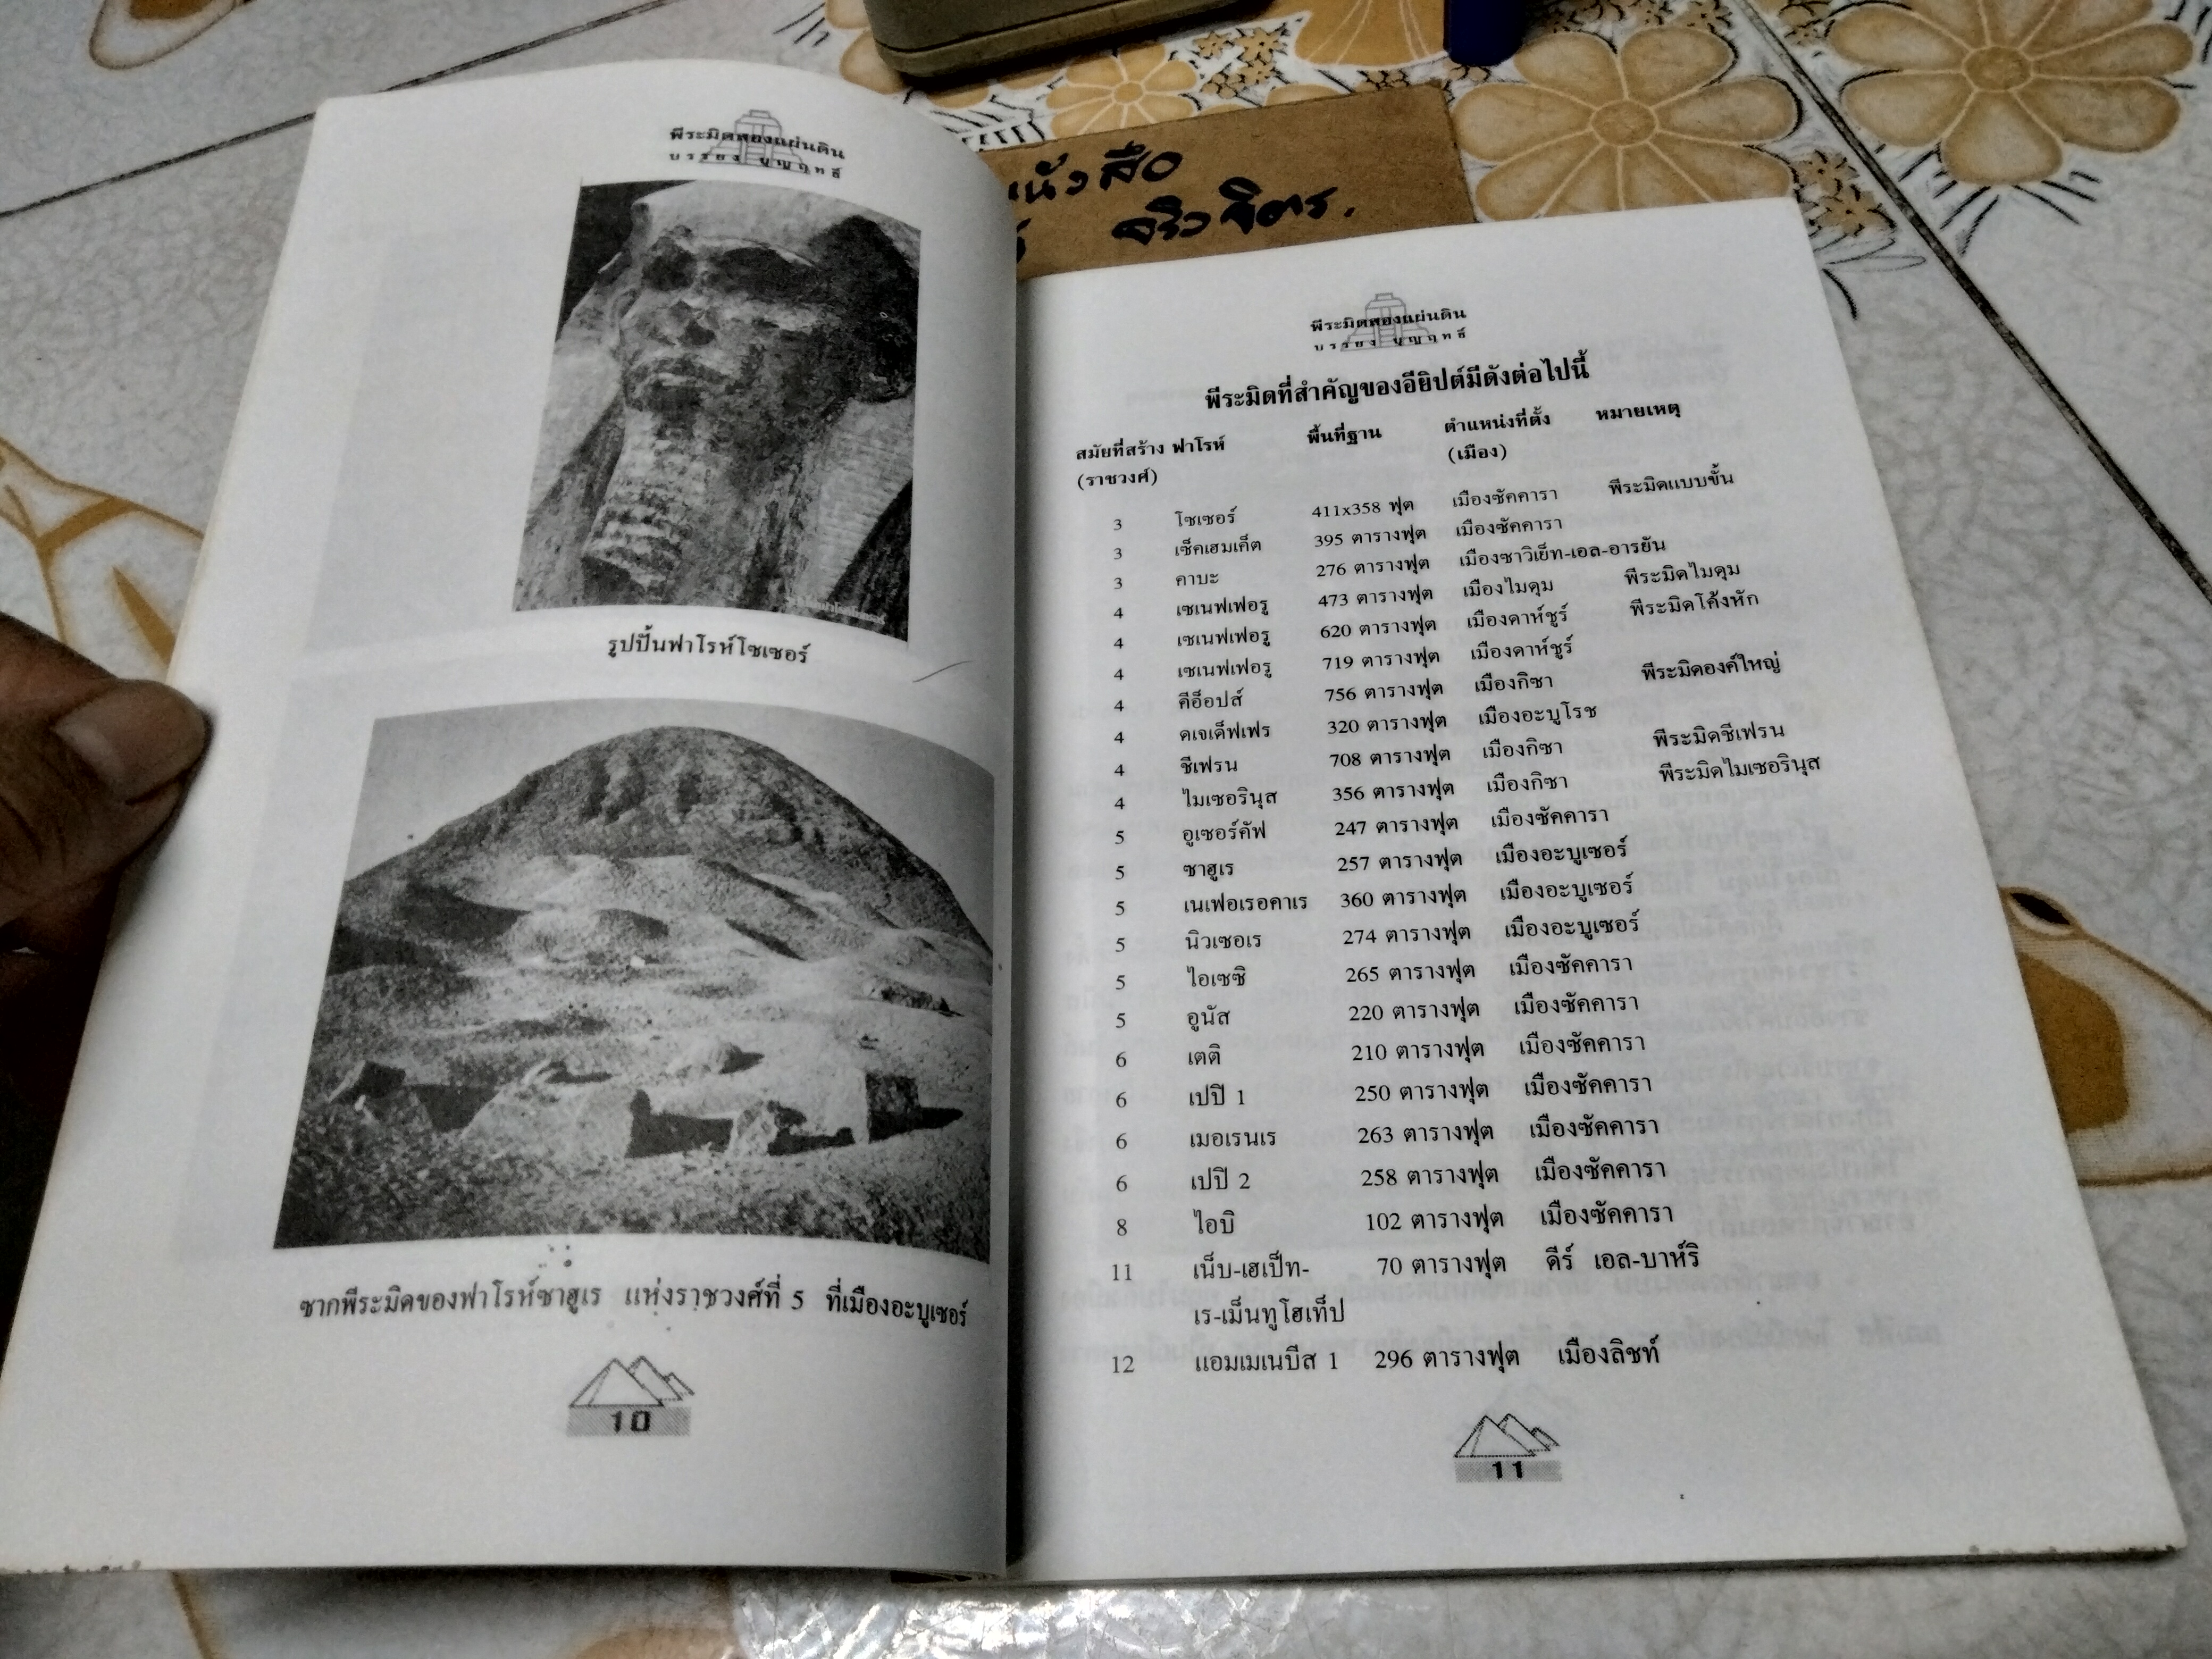 พีระมิดสองแผ่นดิน
บรรยง บุญฤทธิ์
รูปปั้นฟาโรห์โซเซอร์
ซากพีระมิดของฟาโรห์ซาฮูเร แห่งราชวงศ์ที่ 5 ที่เมืองอะบูเซอร์
10
หนังสือ
จริวจิตร.
พีระมิดสองแผ่นดิน
บรรยง บุญฤทธิ์
พีระมิดที่สำคัญของอียิปต์มีดังต่อไปนี้
สมัยที่สร้าง ฟาโรห์ พื้นที่ฐาน ตำแหน่งที่ตั้ง หมายเหตุ
(ราชวงศ์) (เมือง)
3 โซเซอร์ 411x358 ฟุต เมืองซัคคารา พีระมิดแบบขั้น
3 เซ็คเฮมเค็ต 395 ตารางฟุต เมืองซัคคารา
3 คาบะ 276 ตารางฟุต เมืองซาวิเย็ท-เอล-อารยัน
4 เซเนฟเฟอรู 473 ตารางฟุต เมืองไมดุม พีระมิดไมดุม
4 เซเนฟเฟอรู 620 ตารางฟุต เมืองดาห์ชูร์ พีระมิดโค้งหัก
4 เซเนฟเฟอรู 719 ตารางฟุต เมืองดาห์ชูร์
4 คีอ็อปส์ 756 ตารางฟุต เมืองกิซา พีระมิดองค์ใหญ่
4 ดเจเด็ฟเฟร 320 ตารางฟุต เมืองอะบูโรช
4 ชีเฟรน 708 ตารางฟุต เมืองกิซา พีระมิดชีเฟรน
4 ไมเซอรินุส 356 ตารางฟุต เมืองกิซา พีระมิดไมเซอรินุส
5 อูเซอร์คัฟ 247 ตารางฟุต เมืองซัคคารา
5 ซาฮูเร 257 ตารางฟุต เมืองอะบูเซอร์
5 เนเฟอเรอคาเร 360 ตารางฟุต เมืองอะบูเซอร์
5 นิวเซอเร 274 ตารางฟุต เมืองอะบูเซอร์
5 ไอเซซิ 265 ตารางฟุต เมืองซัคคารา
5 อูนัส 220 ตารางฟุต เมืองซัคคารา
6 เตติ 210 ตารางฟุต เมืองซัคคารา
6 เปปิ 1 250 ตารางฟุต เมืองซัคคารา
6 เมอเรนเร 263 ตารางฟุต เมืองซัคคารา
6 เปปิ 2 258 ตารางฟุต เมืองซัคคารา
8 ไอบิ 102 ตารางฟุต เมืองซัคคารา
11 เน็บ-เฮเป็ท- 70 ตารางฟุต ดีร์ เอล-บาห์ริ
เร-เม็นทูโฮเท็ป
12 แอมเมเนบีส 1 296 ตารางฟุต เมืองลิชท์
11